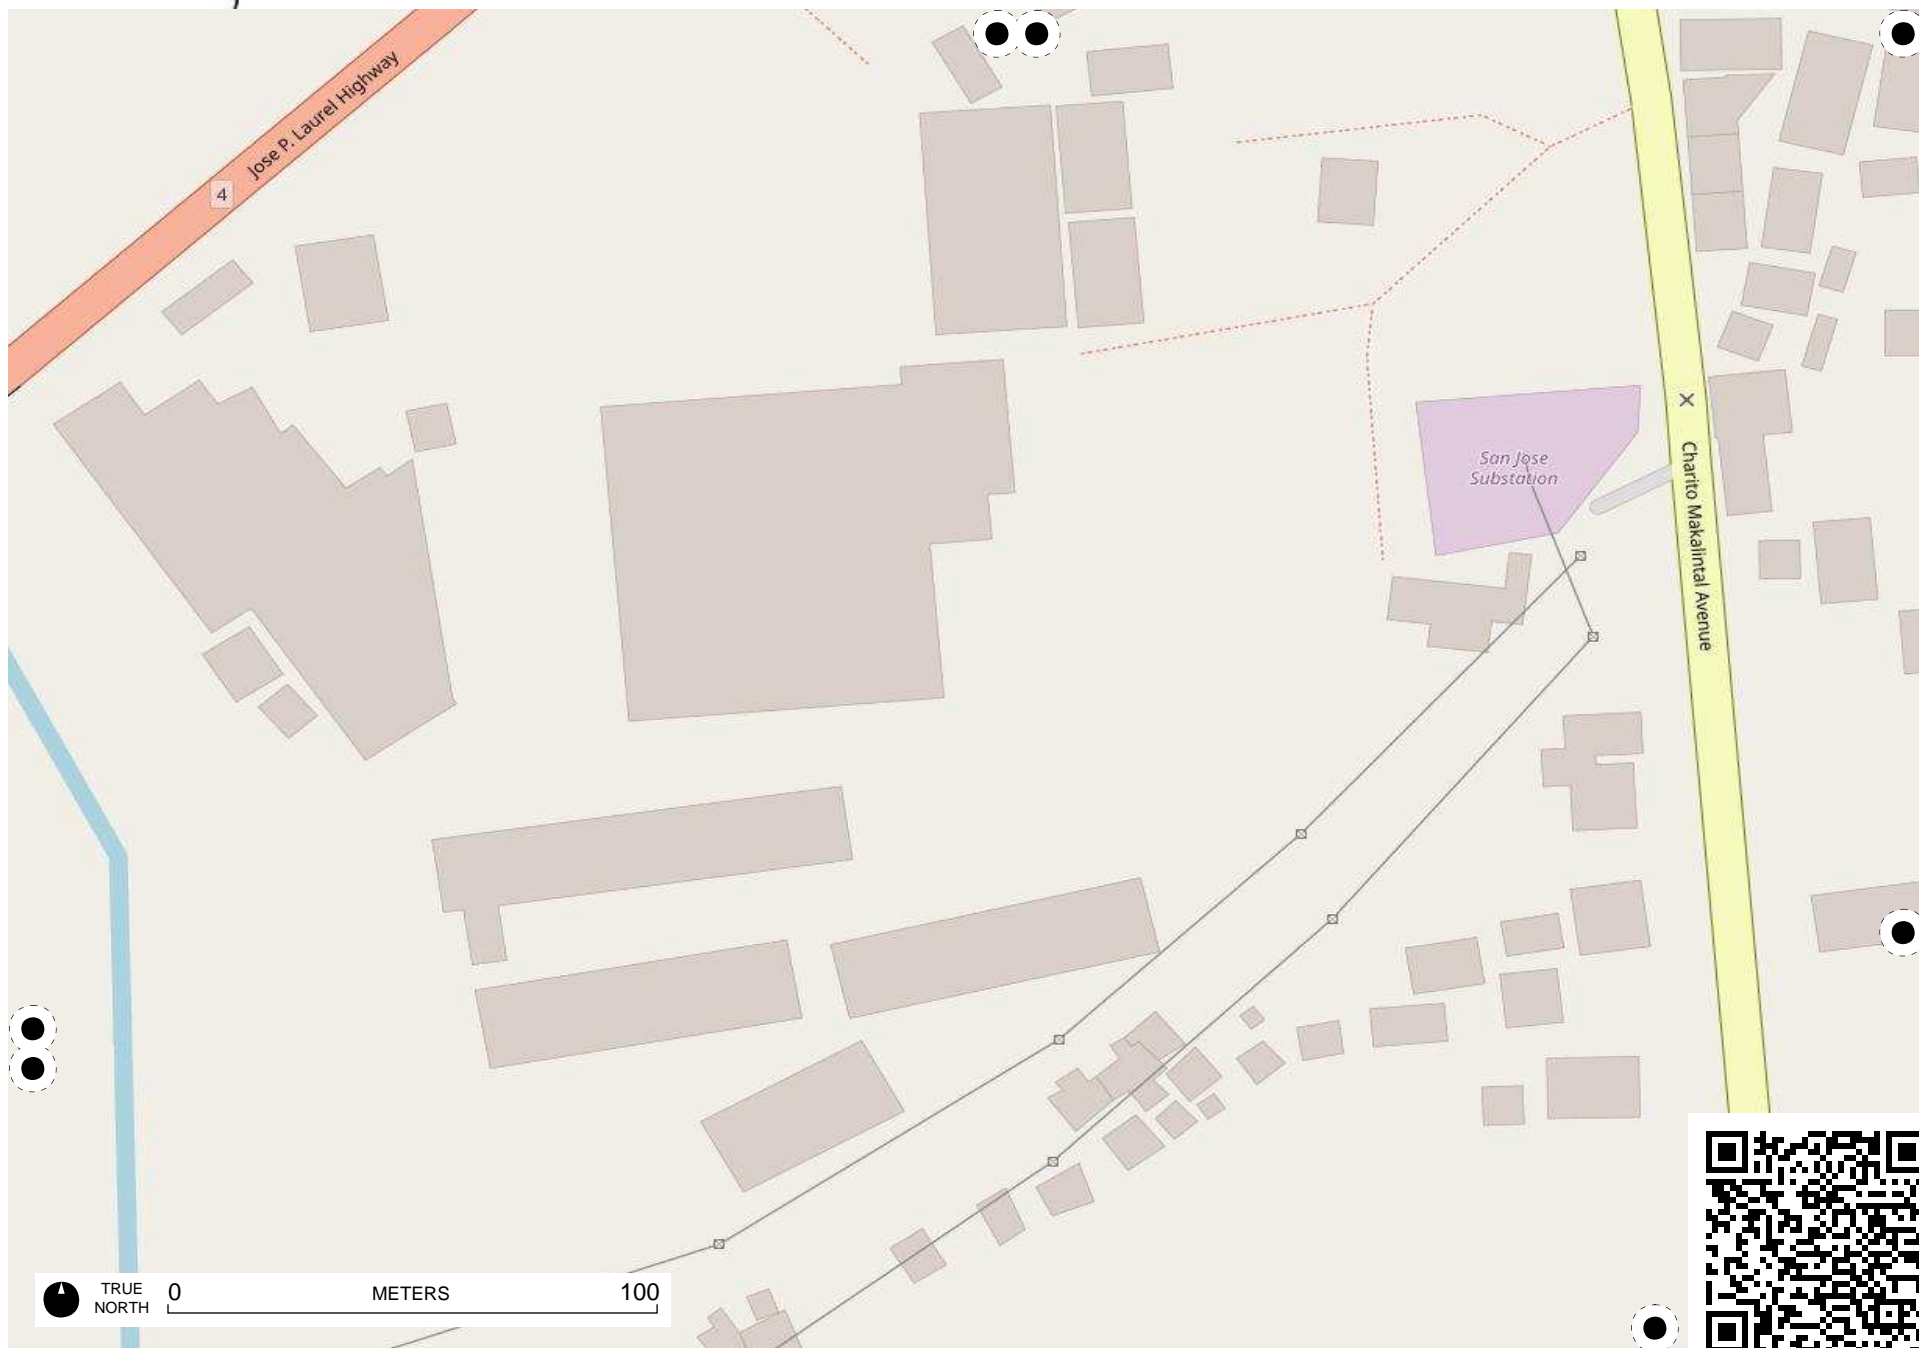 Jose P. Laurel Highway
4
San Jose
Substation
Charito Makalintal Avenue
TRUE
NORTH
0
METERS
100